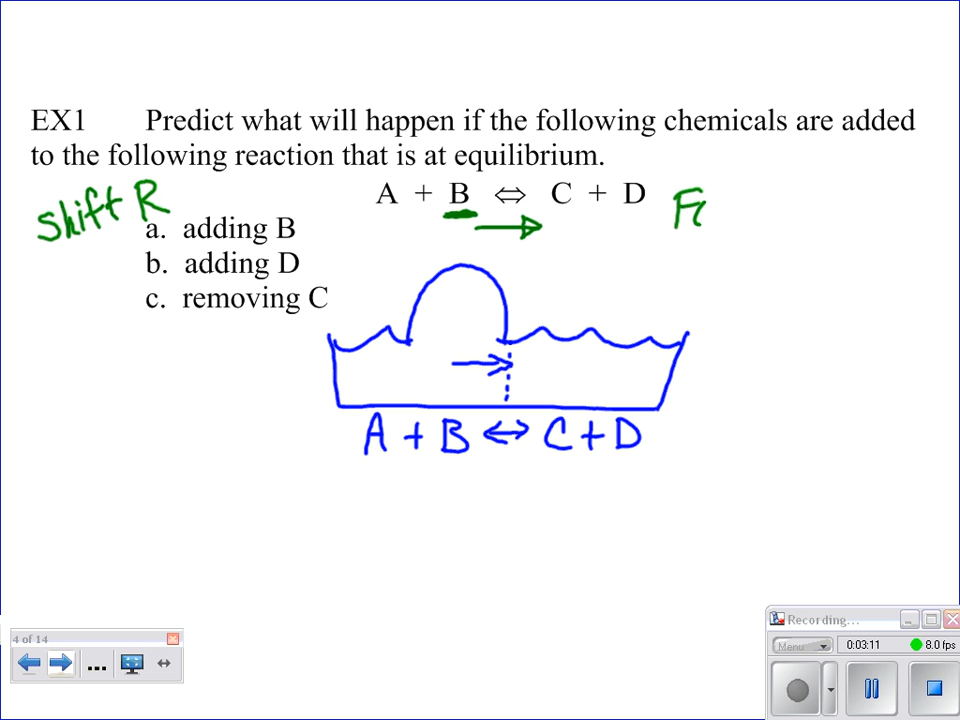 EX1 Predict what will happen if the following chemicals are added
to the following reaction that is at equilibrium.
A + B ⇔ C + D
Shift R
a. adding B
b. adding D
c. removing C
A + B ↔ C + D
4 of 14
...
Recording...
Menu
0:03:11
8.0 fps